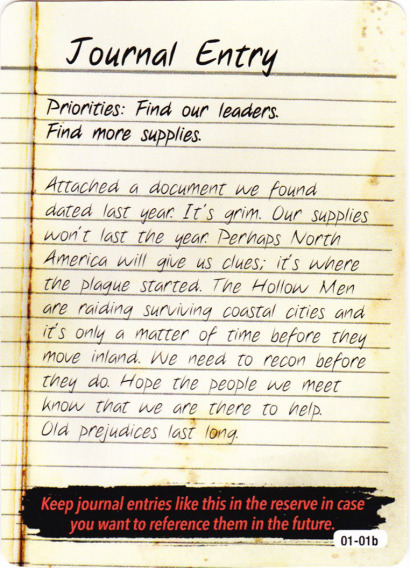 Journal Entry
Priorities: Find our leaders.
Find more supplies.
Attached a document we found
dated last year. It's grim. Our supplies
won't last the year. Perhaps North
America will give us clues; it's where
the plague started. The Hollow Men
are raiding surviving coastal cities and
it's only a matter of time before they
move inland. We need to recon before
they do. Hope the people we meet
know that we are there to help.
Old prejudices last long.
Keep journal entries like this in the reserve in case
you want to reference them in the future.
01-01b